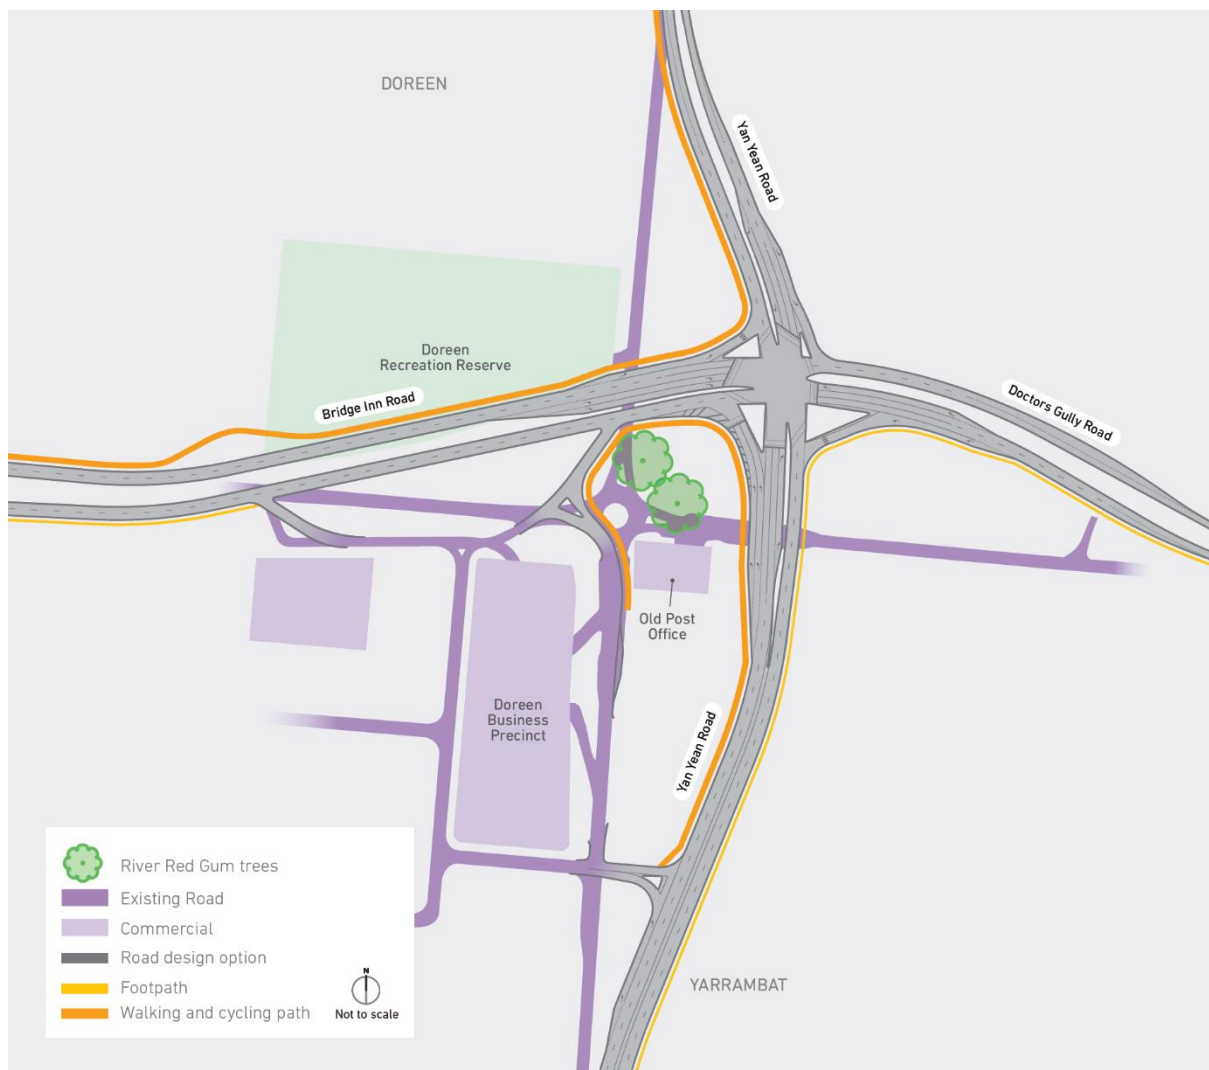 DOREEN
Yan Yean Road
Doreen
Recreation Reserve
Bridge Inn Road
Doctors Gully Road
Old Post
Office
Doreen
Business
Precinct
Yan Yean Road
River Red Gum trees
Existing Road
Commercial
Road design option
Footpath
Walking and cycling path
N
Not to scale
YARRAMBAT